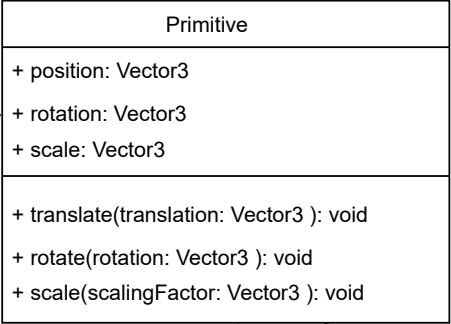 Primitive
+ position: Vector3
+ rotation: Vector3
+ scale: Vector3
+ translate(translation: Vector3 ): void
+ rotate(rotation: Vector3 ): void
+ scale(scalingFactor: Vector3 ): void